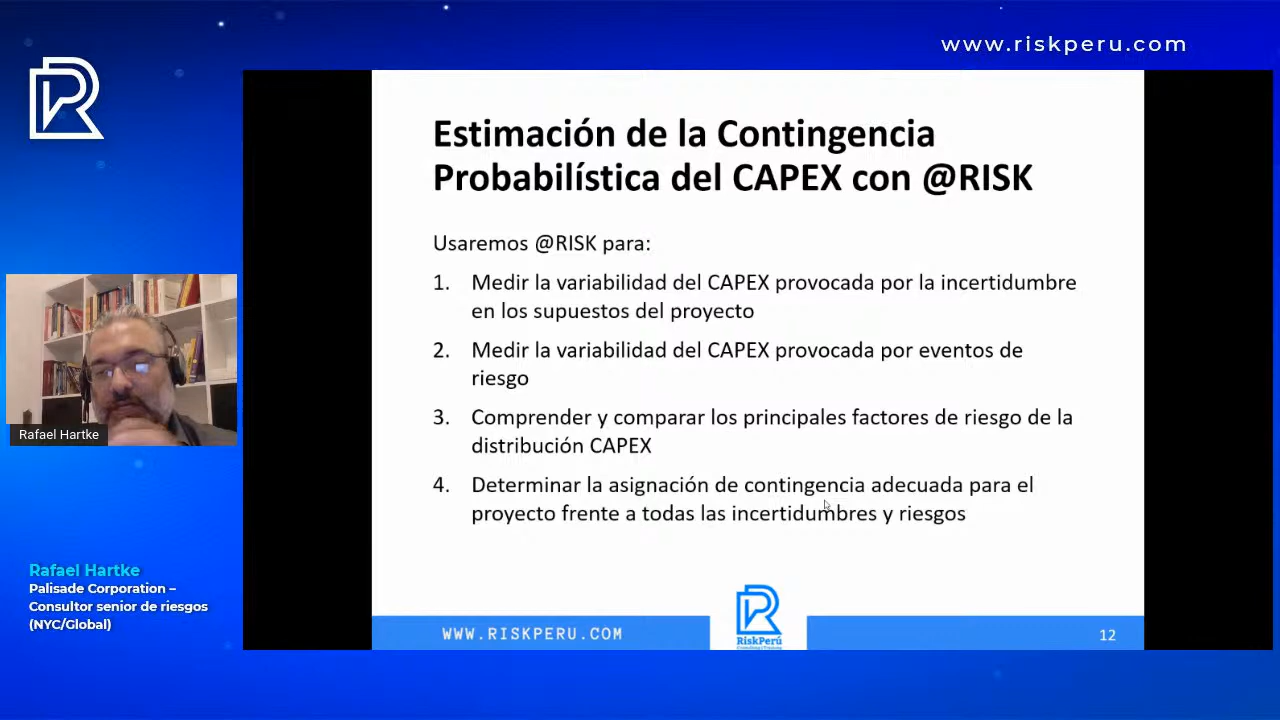 www.riskperu.com
Estimación de la Contingencia
Probabilística del CAPEX con @RISK
Usaremos @RISK para:
1. Medir la variabilidad del CAPEX provocada por la incertidumbre
en los supuestos del proyecto
2. Medir la variabilidad del CAPEX provocada por eventos de
riesgo
3. Comprender y comparar los principales factores de riesgo de la
distribución CAPEX
4. Determinar la asignación de contingencia adecuada para el
proyecto frente a todas las incertidumbres y riesgos
Rafael Hartke
Rafael Hartke
Palisade Corporation –
Consultor senior de riesgos
(NYC/Global)
WWW.RISKPERU.COM
RiskPerú
12